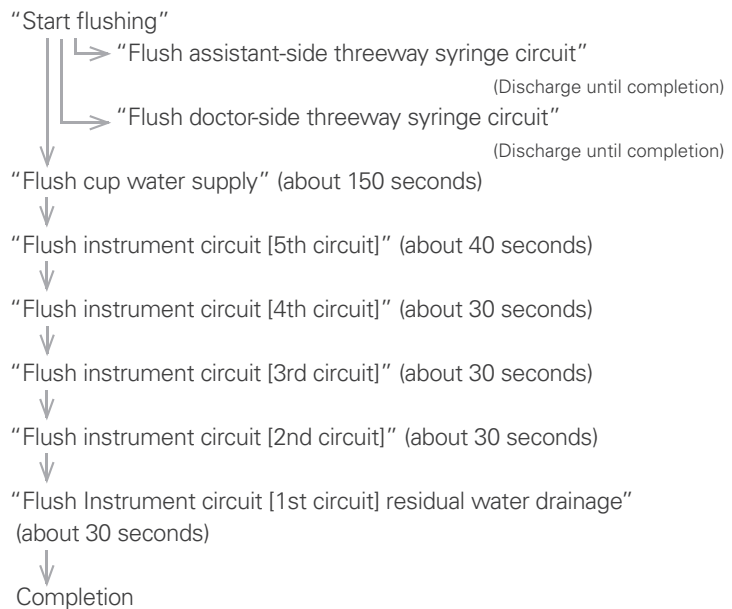 “Start flushing”
“Flush assistant-side threeway syringe circuit”
(Discharge until completion)
“Flush doctor-side threeway syringe circuit”
(Discharge until completion)
“Flush cup water supply” (about 150 seconds)
“Flush instrument circuit [5th circuit]” (about 40 seconds)
“Flush instrument circuit [4th circuit]” (about 30 seconds)
“Flush instrument circuit [3rd circuit]” (about 30 seconds)
“Flush instrument circuit [2nd circuit]” (about 30 seconds)
“Flush Instrument circuit [1st circuit] residual water drainage”
(about 30 seconds)
Completion